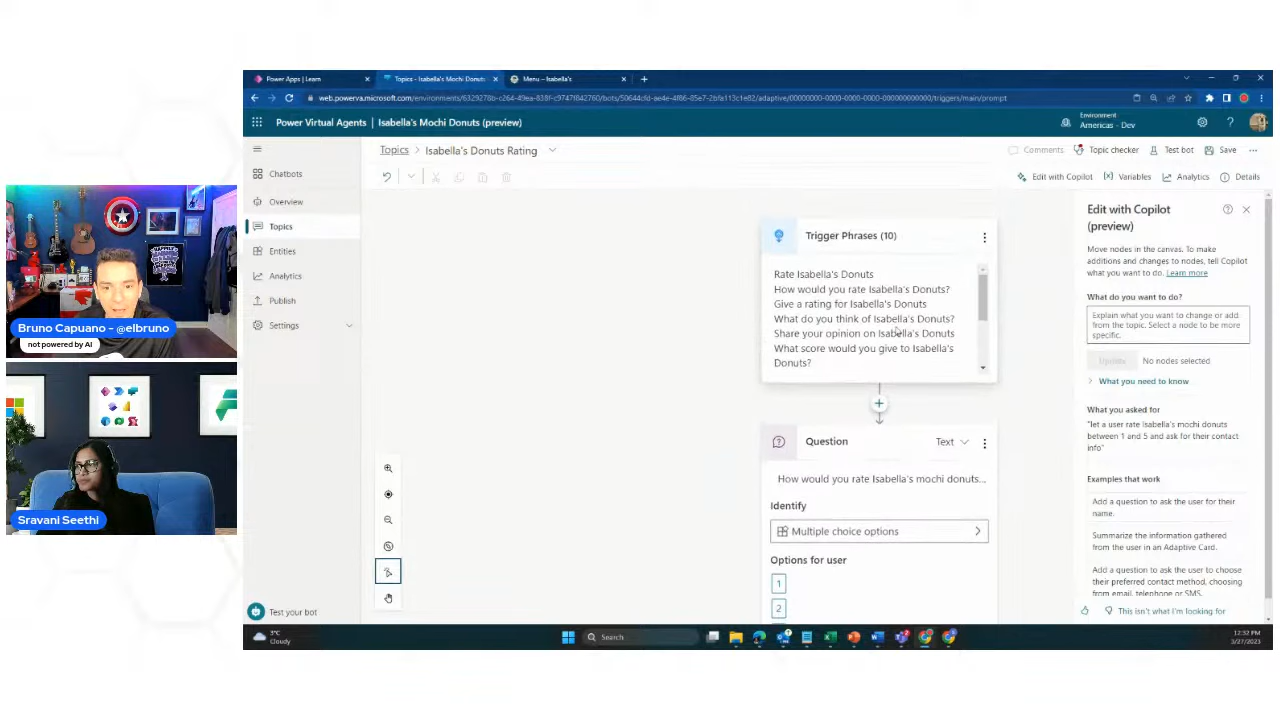 Power Apps | Learn
Topics - Isabella's Mochi Donuts
Menu – Isabella's
Power Virtual Agents | Isabella's Mochi Donuts (preview)
Environment
Americas - Dev
Topics > Isabella's Donuts Rating
Comments
Topic checker
Test bot
Save
Edit with Copilot
Variables
Analytics
Details
Chatbots
Overview
Topics
Entities
Analytics
Publish
Settings
Test your bot
Trigger Phrases (10)
Rate Isabella's Donuts
How would you rate Isabella's Donuts?
Give a rating for Isabella's Donuts
What do you think of Isabella's Donuts?
Share your opinion on Isabella's Donuts
What score would you give to Isabella's
Donuts?
Question
Text
How would you rate Isabella's mochi donuts...
Identify
Multiple choice options
Options for user
1
2
Edit with Copilot
(preview)
Move nodes in the canvas. To make
additions and changes to nodes, tell Copilot
what you want to do. Learn more
What do you want to do?
Explain what you want to change or add
from the topic. Select a node to be more
specific.
Update
No nodes selected
What you need to know
What you asked for
"let a user rate Isabella's mochi donuts
between 1 and 5 and ask for their contact
info"
Examples that work
Add a question to ask the user for their
name.
Summarize the information gathered
from the user in an Adaptive Card.
Add a question to ask the user to choose
their preferred contact method, choosing
from email, telephone or SMS.
This isn't what I'm looking for
Bruno Capuano - @elbruno
not powered by AI
Sravani Seethi
3°C
Cloudy
Search
12:32 PM
3/27/2023